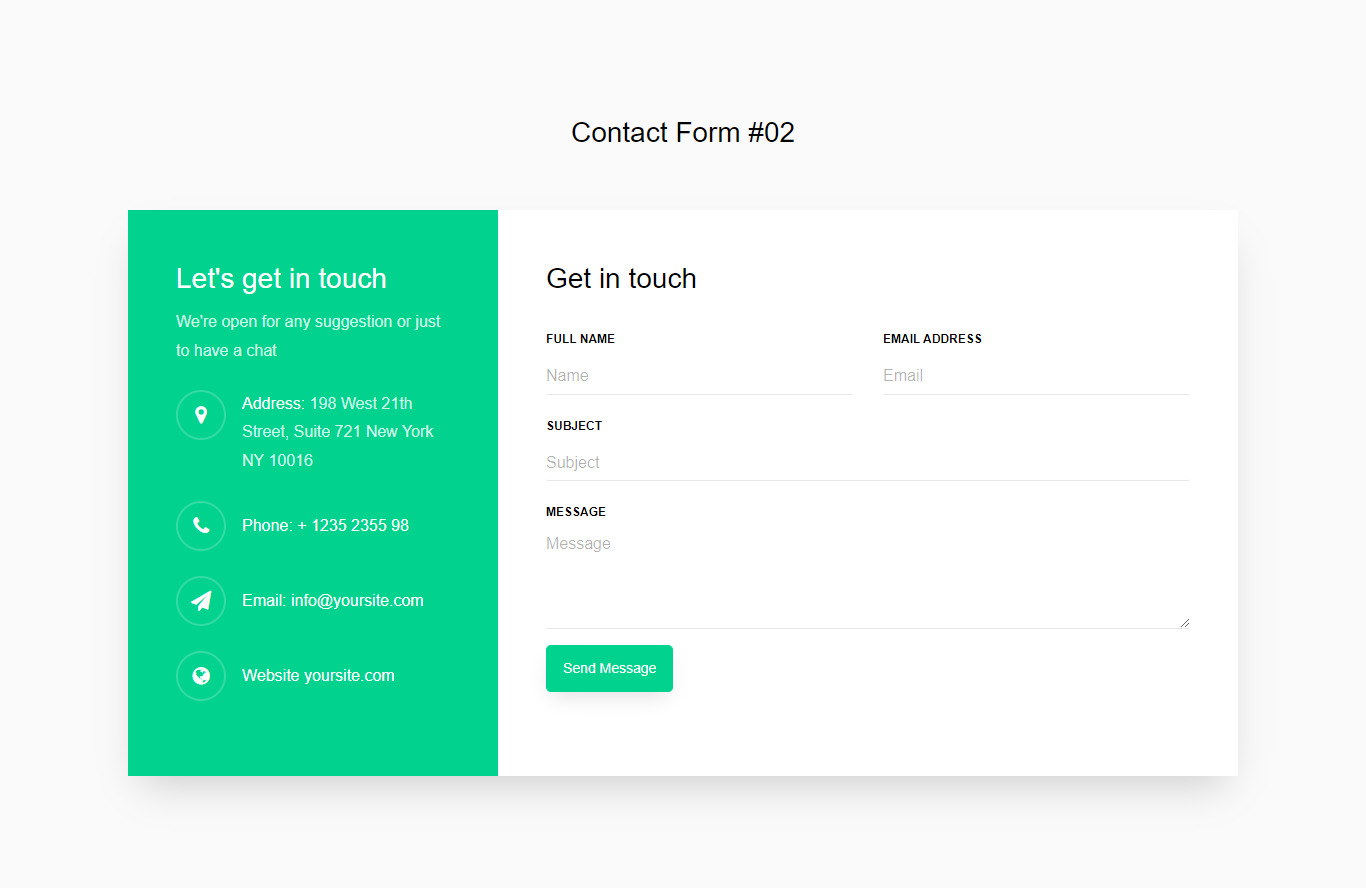 Contact Form #02
Let's get in touch
We're open for any suggestion or just
to have a chat
Address: 198 West 21th
Street, Suite 721 New York
NY 10016
Phone: + 1235 2355 98
Email: info@yoursite.com
Website yoursite.com
Get in touch
FULL NAME
Name
EMAIL ADDRESS
Email
SUBJECT
Subject
MESSAGE
Message
Send Message